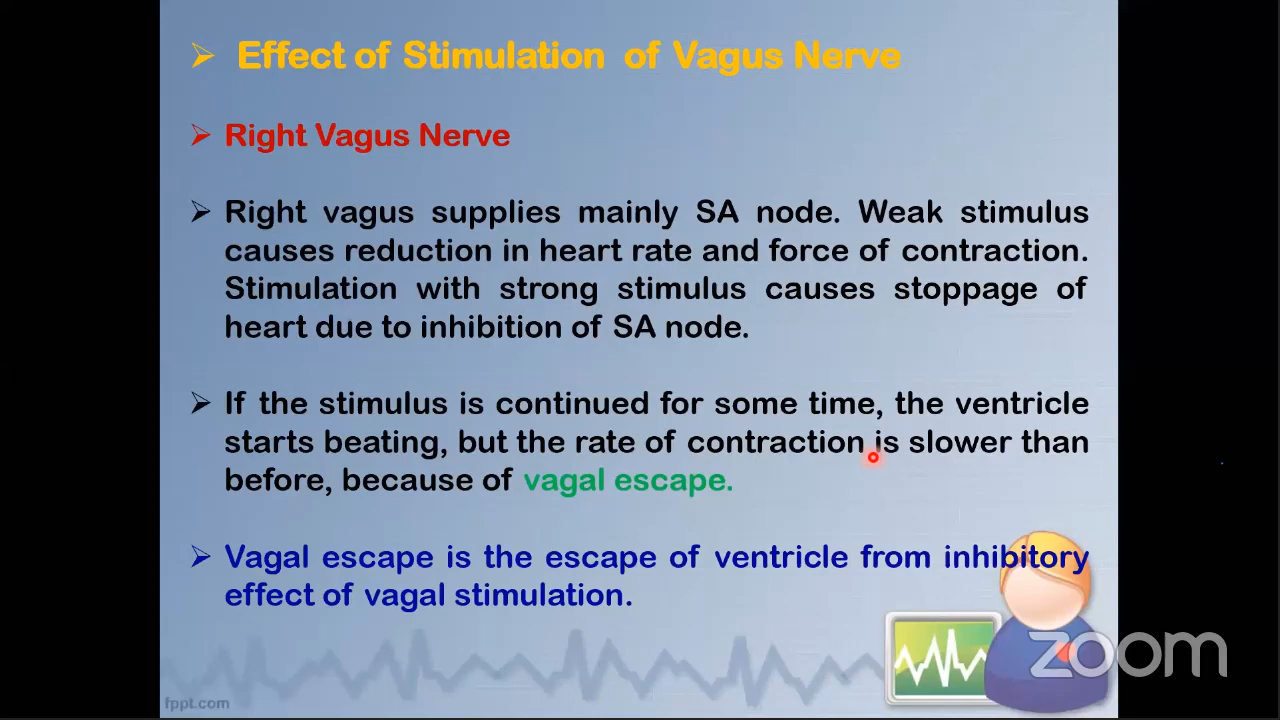 Effect of Stimulation of Vagus Nerve
Right Vagus Nerve
Right vagus supplies mainly SA node. Weak stimulus
causes reduction in heart rate and force of contraction.
Stimulation with strong stimulus causes stoppage of
heart due to inhibition of SA node.
If the stimulus is continued for some time, the ventricle
starts beating, but the rate of contraction is slower than
before, because of vagal escape.
Vagal escape is the escape of ventricle from inhibitory
effect of vagal stimulation.
zoom
fppt.com